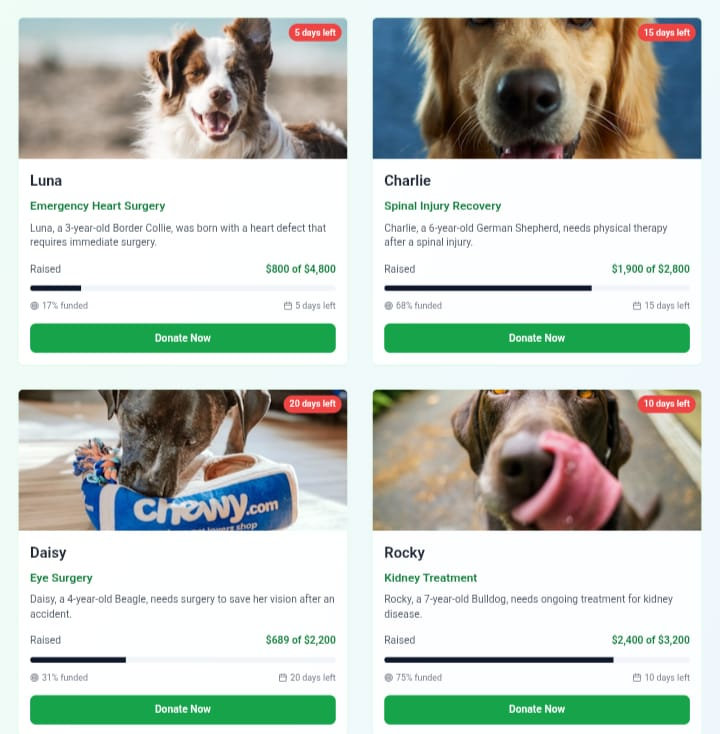 5 days left
Luna
Emergency Heart Surgery
Luna, a 3-year-old Border Collie, was born with a heart defect that
requires immediate surgery.
Raised $800 of $4,800
17% funded 5 days left
Donate Now
15 days left
Charlie
Spinal Injury Recovery
Charlie, a 6-year-old German Shepherd, needs physical therapy
after a spinal injury.
Raised $1,900 of $2,800
68% funded 15 days left
Donate Now
20 days left
chewy.com
lovers shop
Daisy
Eye Surgery
Daisy, a 4-year-old Beagle, needs surgery to save her vision after an
accident.
Raised $689 of $2,200
31% funded 20 days left
Donate Now
10 days left
Rocky
Kidney Treatment
Rocky, a 7-year-old Bulldog, needs ongoing treatment for kidney
disease.
Raised $2,400 of $3,200
75% funded 10 days left
Donate Now